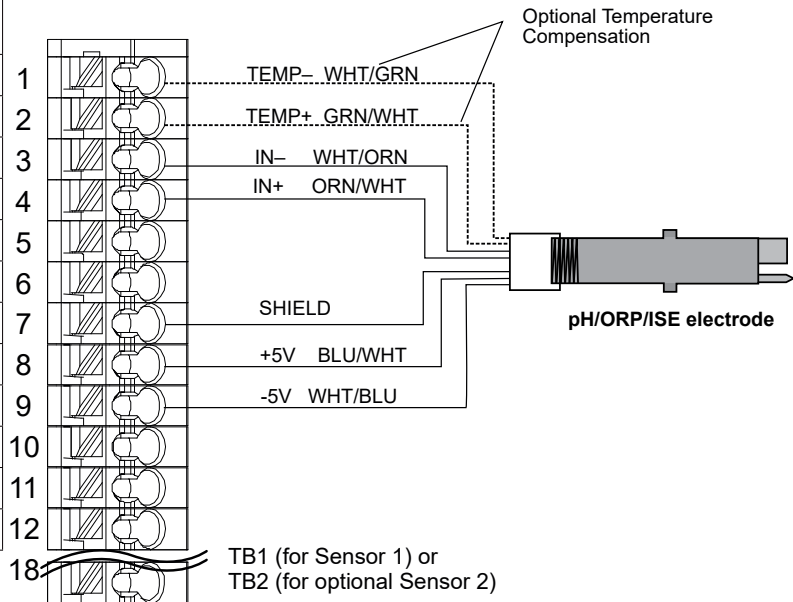 Optional Temperature
Compensation
1 TEMP– WHT/GRN
2 TEMP+ GRN/WHT
3 IN– WHT/ORN
4 IN+ ORN/WHT
5
6
7 SHIELD
8 +5V BLU/WHT
9 -5V WHT/BLU
10
11
12
18
pH/ORP/ISE electrode
TB1 (for Sensor 1) or
TB2 (for optional Sensor 2)